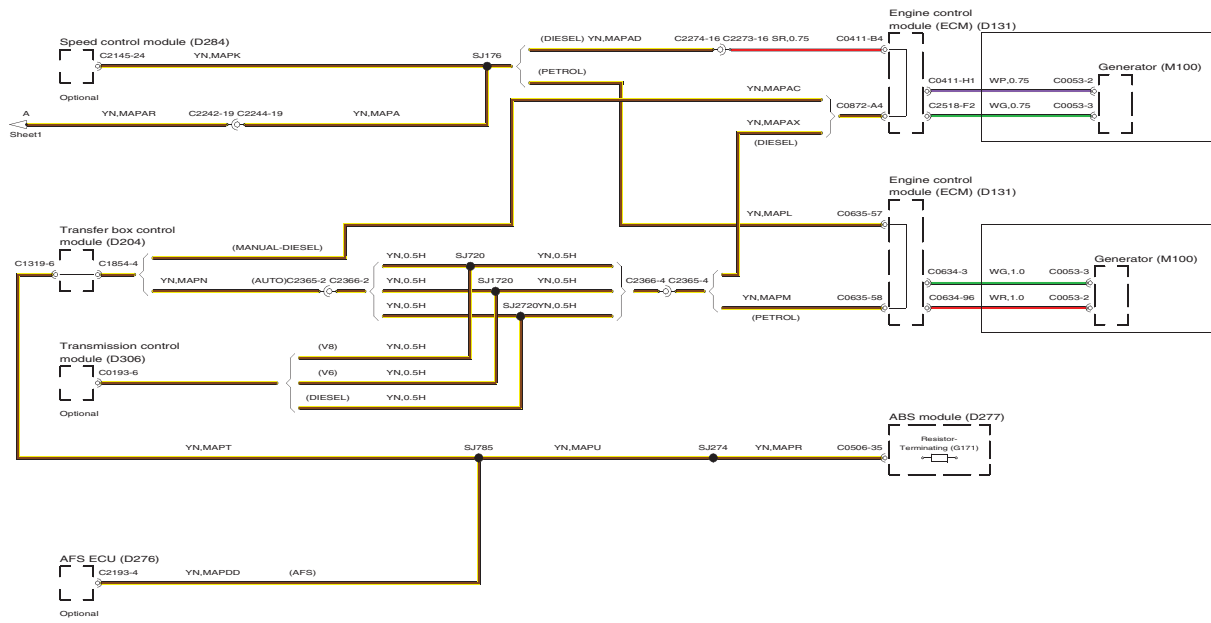 Engine control
module (ECM) (D131)
Speed control module (D284)
C2145-24 YN,MAPK
SJ176
(DIESEL) YN,MAPAD
C2274-16 C2273-16 SR,0.75
C0411-B4
(PETROL)
Optional
Generator (M100)
C0411-H1 WP,0.75 C0053-2
YN,MAPAC
C0872-A4
C2518-F2 WG,0.75 C0053-3
A
YN,MAPAR
C2242-19 C2244-19
YN,MAPA
Sheet1
YN,MAPAX
(DIESEL)
Engine control
module (ECM) (D131)
YN,MAPL
C0635-57
Transfer box control
module (D204)
C1319-6
C1854-4
(MANUAL-DIESEL)
YN,0.5H
SJ720
YN,0.5H
Generator (M100)
C0634-3 WG,1.0 C0053-3
YN,MAPN
(AUTO)C2365-2 C2366-2
YN,0.5H
SJ1720
YN,0.5H
C2366-4 C2365-4
YN,MAPM
C0635-58
C0634-96 WR,1.0 C0053-2
YN,0.5H
SJ2720YN,0.5H
(PETROL)
Transmission control
module (D306)
C0193-6
(V8) YN,0.5H
(V6) YN,0.5H
(DIESEL) YN,0.5H
Optional
ABS module (D277)
YN,MAPT
SJ785
YN,MAPU
SJ274
YN,MAPR
C0506-35
Resistor-
Terminating (G171)
AFS ECU (D276)
C2193-4 YN,MAPDD (AFS)
Optional